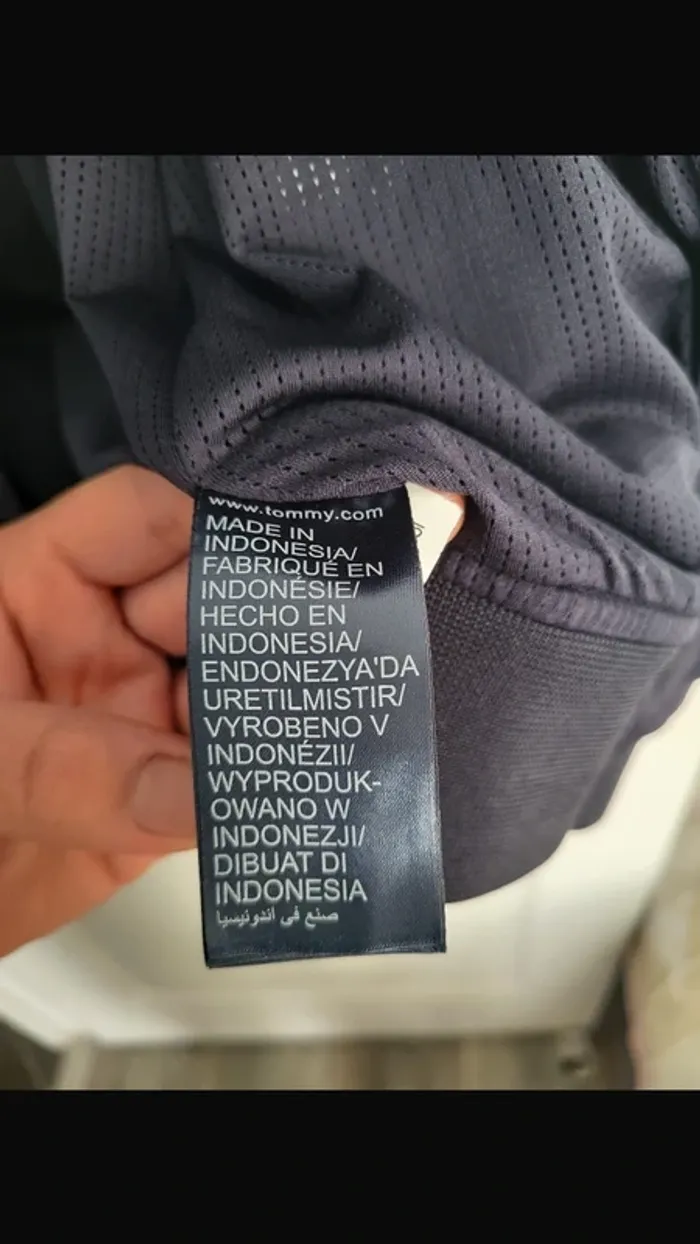 www.tommy.com
MADE IN
INDONESIA/
FABRIQUÉ EN
INDONÉSIE/
HECHO EN
INDONESIA/
ENDONEZYA'DA
URETILMISTIR/
VYROBENO V
INDONÉZII/
WYPRODUK-
OWANO W
INDONEZJI/
DIBUAT DI
INDONESIA
صنع في اندونيسيا